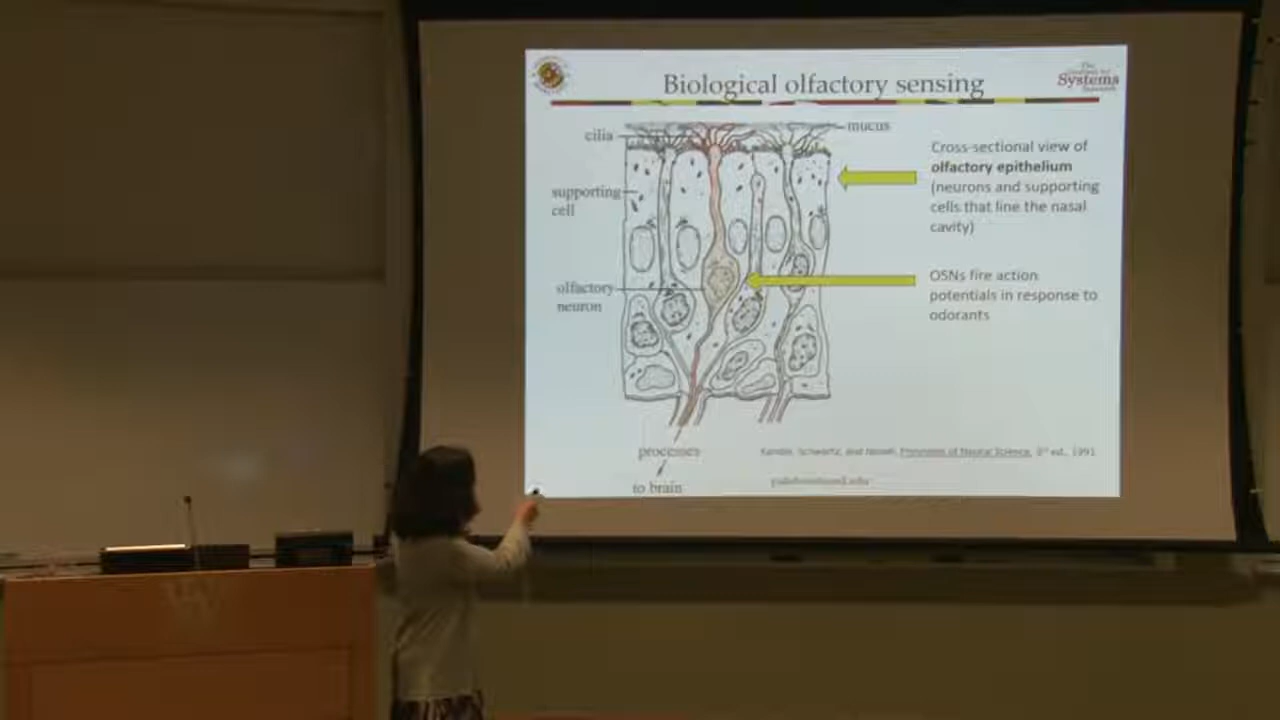 Biological olfactory sensing
The
Systems
cilia
mucus
supporting
cell
olfactory
neuron
processes
to brain
Cross-sectional view of
olfactory epithelium
(neurons and supporting
cells that line the nasal
cavity)
OSNs fire action
potentials in response to
odorants
Kandel, Schwartz, and Jessell, Principles of Neural Science, 3rd ed., 1991
W